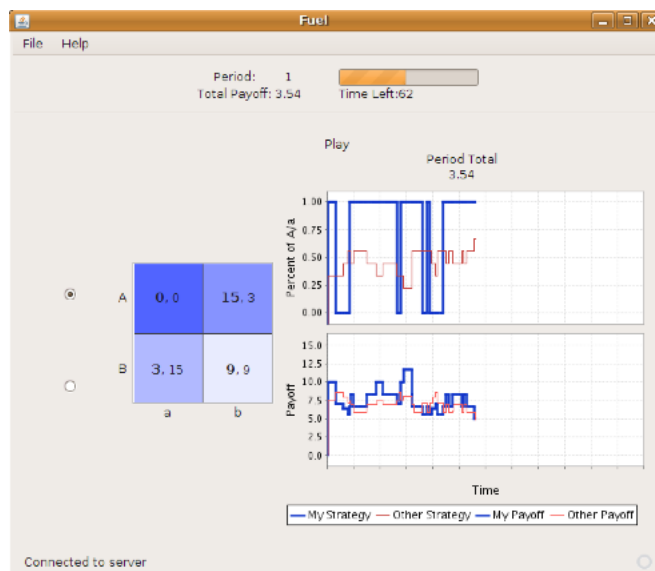 Fuel
File Help
Period: 1
Total Payoff: 3.54 Time Left:62
Play
Period Total
3.54
Percent of A/a
1.00
0.75
0.50
0.25
0.00
A 0.0 15.3
B 3.15 9.9
a b
Payoff
15.0
12.5
10.0
7.5
5.0
2.5
0.0
Time
My Strategy Other Strategy My Payoff Other Payoff
Connected to server